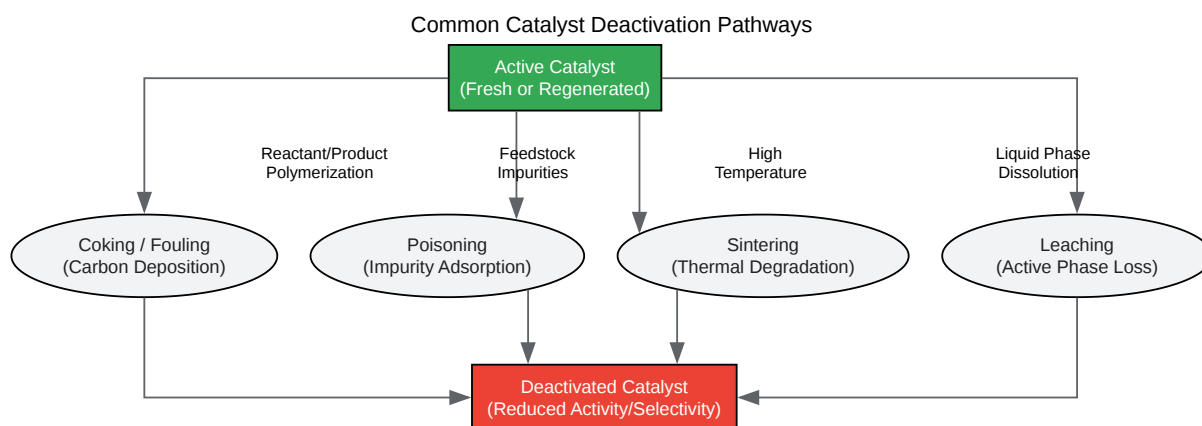 Common Catalyst Deactivation Pathways
Active Catalyst
(Fresh or Regenerated)
Reactant/Product
Polymerization
Feedstock
Impurities
High
Temperature
Liquid Phase
Dissolution
Coking / Fouling
(Carbon Deposition)
Poisoning
(Impurity Adsorption)
Sintering
(Thermal Degradation)
Leaching
(Active Phase Loss)
Deactivated Catalyst
(Reduced Activity/Selectivity)